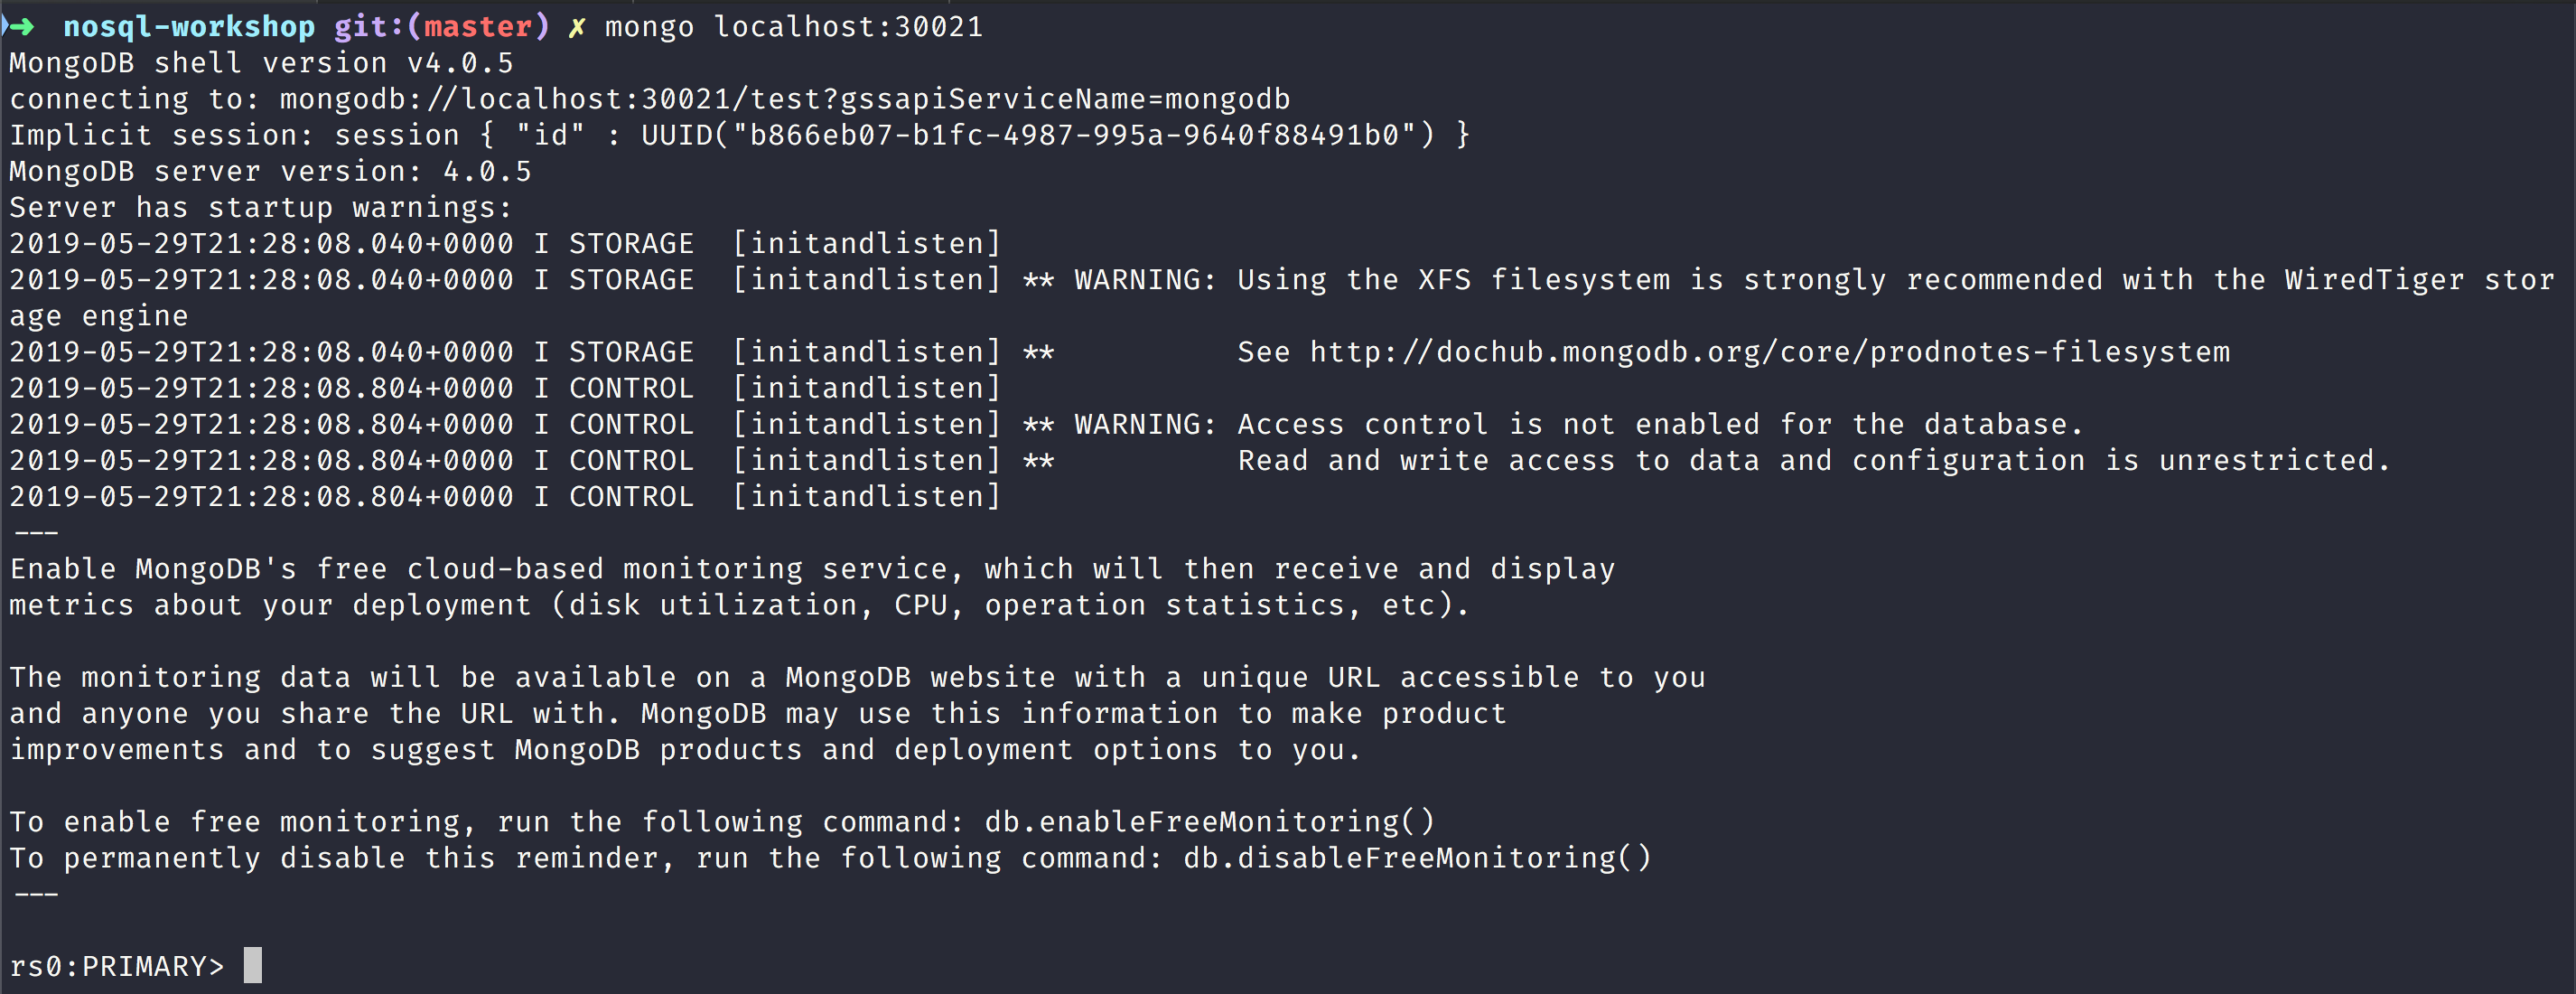 ➜  nosql-workshop git:(master) ✗ mongo localhost:30021
MongoDB shell version v4.0.5
connecting to: mongodb://localhost:30021/test?gssapiServiceName=mongodb
Implicit session: session { "id" : UUID("b866eb07-b1fc-4987-995a-9640f88491b0") }
MongoDB server version: 4.0.5
Server has startup warnings:
2019-05-29T21:28:08.040+0000 I STORAGE  [initandlisten]
2019-05-29T21:28:08.040+0000 I STORAGE  [initandlisten] ** WARNING: Using the XFS filesystem is strongly recommended with the WiredTiger stor
age engine
2019-05-29T21:28:08.040+0000 I STORAGE  [initandlisten] **          See http://dochub.mongodb.org/core/prodnotes-filesystem
2019-05-29T21:28:08.804+0000 I CONTROL  [initandlisten]
2019-05-29T21:28:08.804+0000 I CONTROL  [initandlisten] ** WARNING: Access control is not enabled for the database.
2019-05-29T21:28:08.804+0000 I CONTROL  [initandlisten] **          Read and write access to data and configuration is unrestricted.
2019-05-29T21:28:08.804+0000 I CONTROL  [initandlisten]
---
Enable MongoDB's free cloud-based monitoring service, which will then receive and display
metrics about your deployment (disk utilization, CPU, operation statistics, etc).
The monitoring data will be available on a MongoDB website with a unique URL accessible to you
and anyone you share the URL with. MongoDB may use this information to make product
improvements and to suggest MongoDB products and deployment options to you.
To enable free monitoring, run the following command: db.enableFreeMonitoring()
To permanently disable this reminder, run the following command: db.disableFreeMonitoring()
---
rs0:PRIMARY>